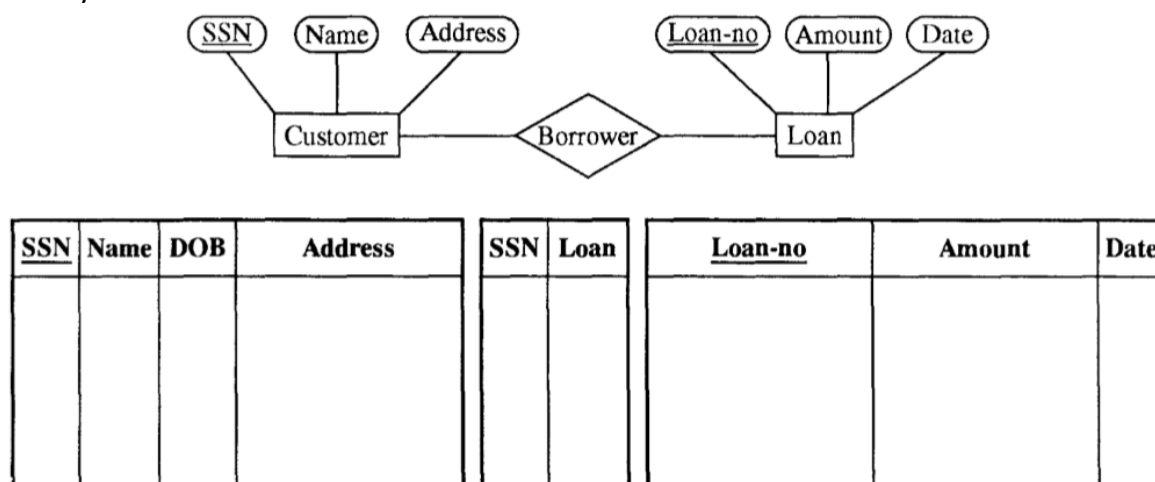 SSN Name Address Loan-no Amount Date
Customer Borrower Loan
SSN Name DOB Address SSN Loan Loan-no Amount Date